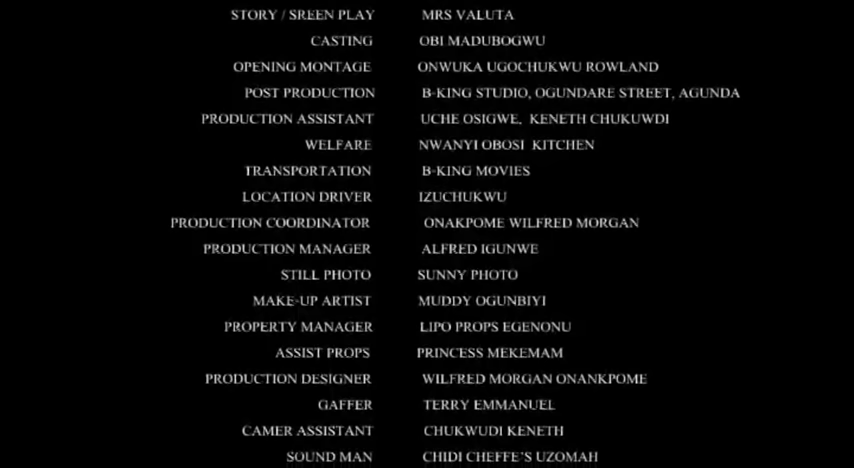 STORY / SREEN PLAY MRS VALUTA
CASTING OBI MADUBOGWU
OPENING MONTAGE ONWUKA UGOCHUKWU ROWLAND
POST PRODUCTION B-KING STUDIO, OGUNDARE STREET, AGUNDA
PRODUCTION ASSISTANT UCHE OSIGWE, KENETH CHUKUWDI
WELFARE NWANYI OBOSI KITCHEN
TRANSPORTATION B-KING MOVIES
LOCATION DRIVER IZUCHUKWU
PRODUCTION COORDINATOR ONAKPOME WILFRED MORGAN
PRODUCTION MANAGER ALFRED IGUNWE
STILL PHOTO SUNNY PHOTO
MAKE-UP ARTIST MUDDY OGUNBIYI
PROPERTY MANAGER LIPO PROPS EGENONU
ASSIST PROPS PRINCESS MEKEMAM
PRODUCTION DESIGNER WILFRED MORGAN ONANKPOME
GAFFER TERRY EMMANUEL
CAMER ASSISTANT CHUKWUDI KENETH
SOUND MAN CHIDI CHEFFE'S UZOMAH